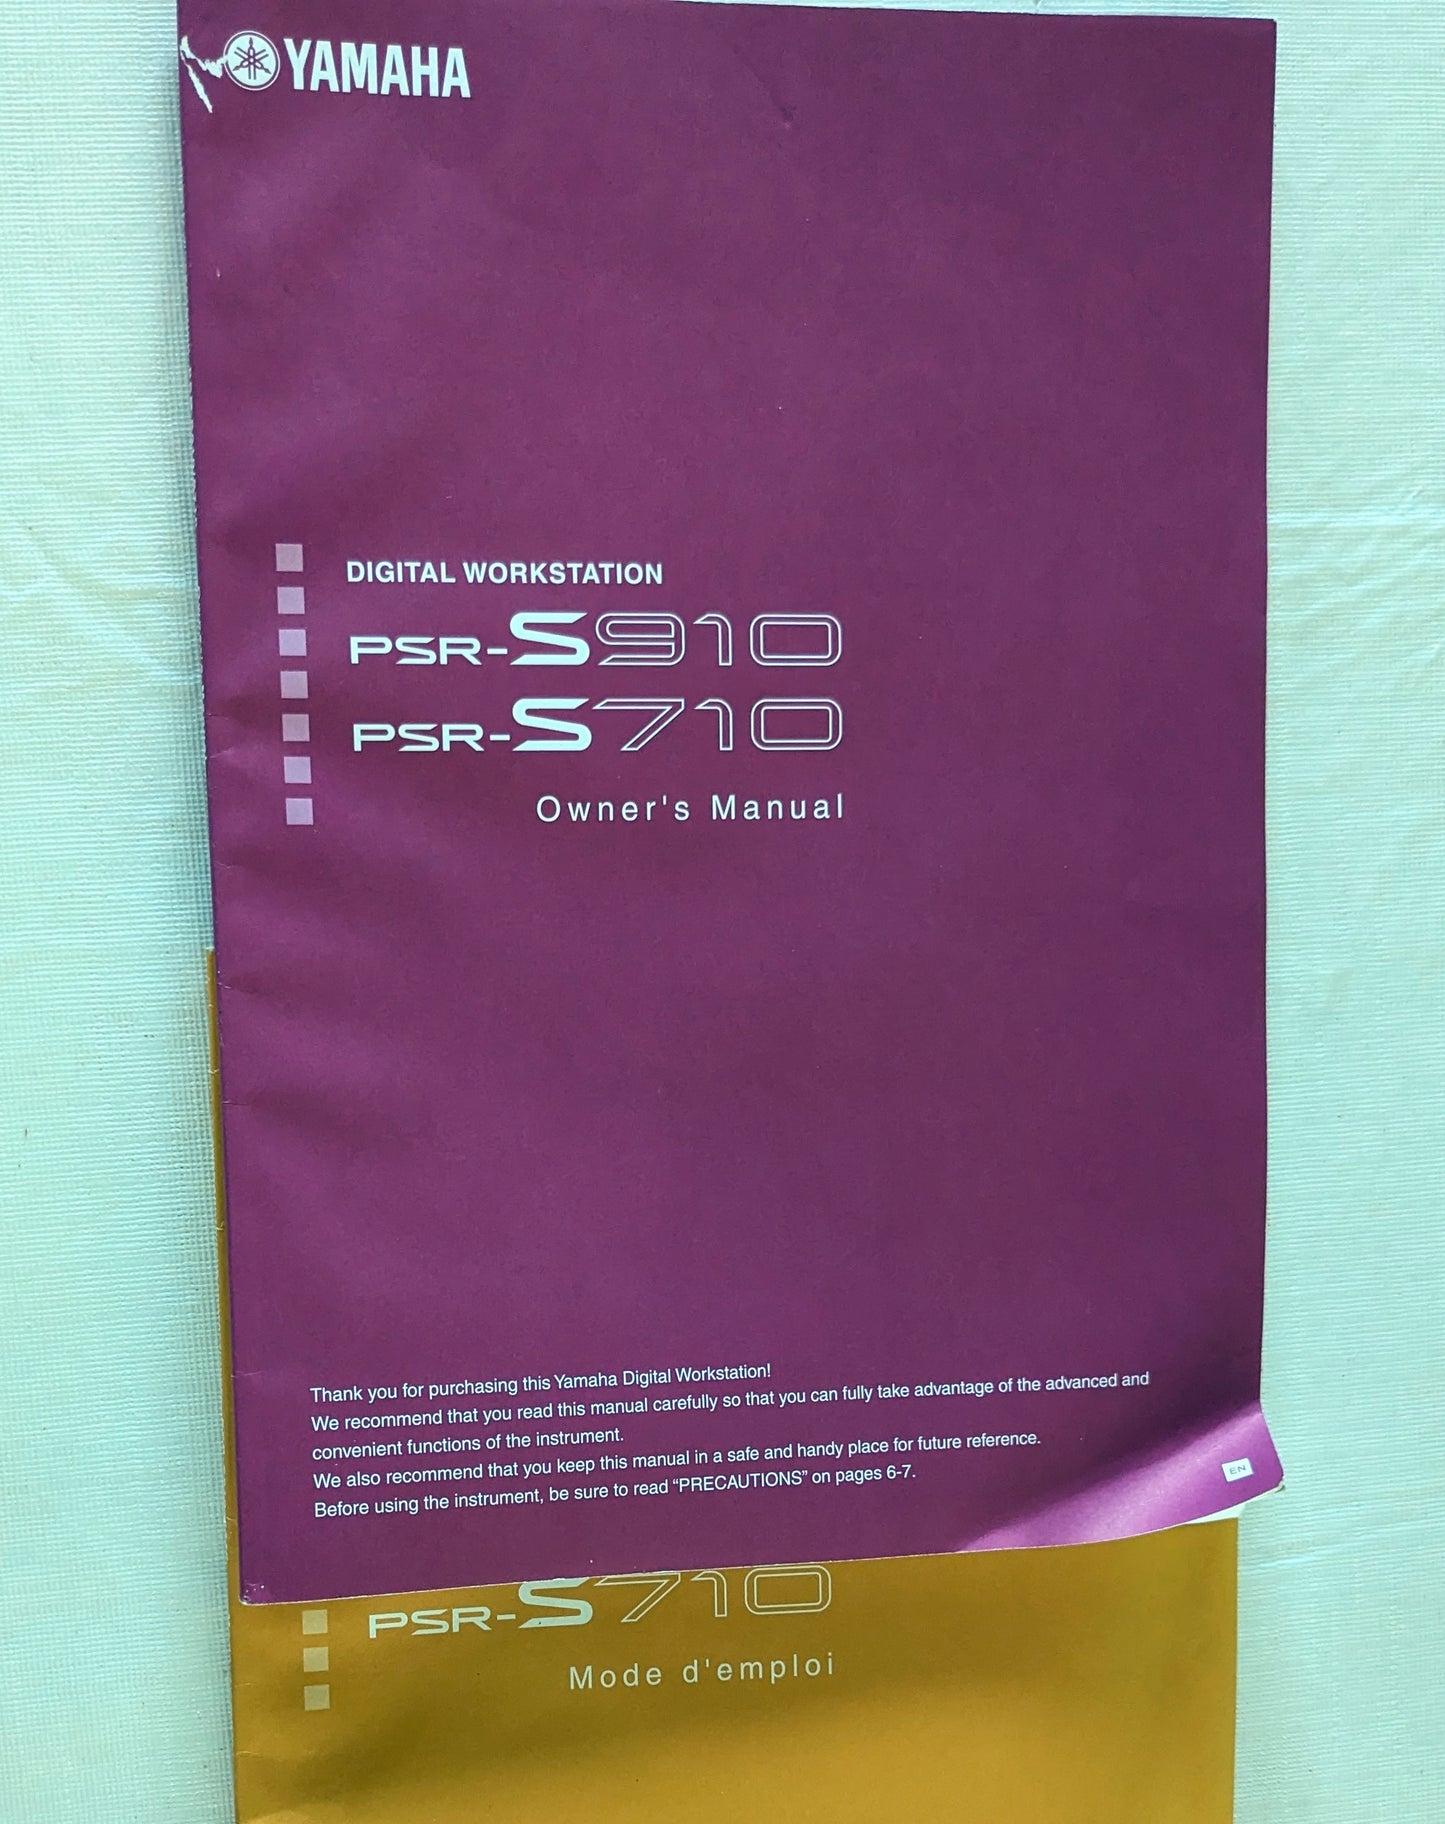 YAMAHA
DIGITAL WORKSTATION
PSR-S910
PSR-S710
Owner's Manual
Thank you for purchasing this Yamaha Digital Workstation!
We recommend that you read this manual carefully so that you can fully take advantage of the advanced and
convenient functions of the instrument.
We also recommend that you keep this manual in a safe and handy place for future reference.
Before using the instrument, be sure to read “PRECAUTIONS” on pages 6-7.
EN
PSR-S710
Mode d'emploi